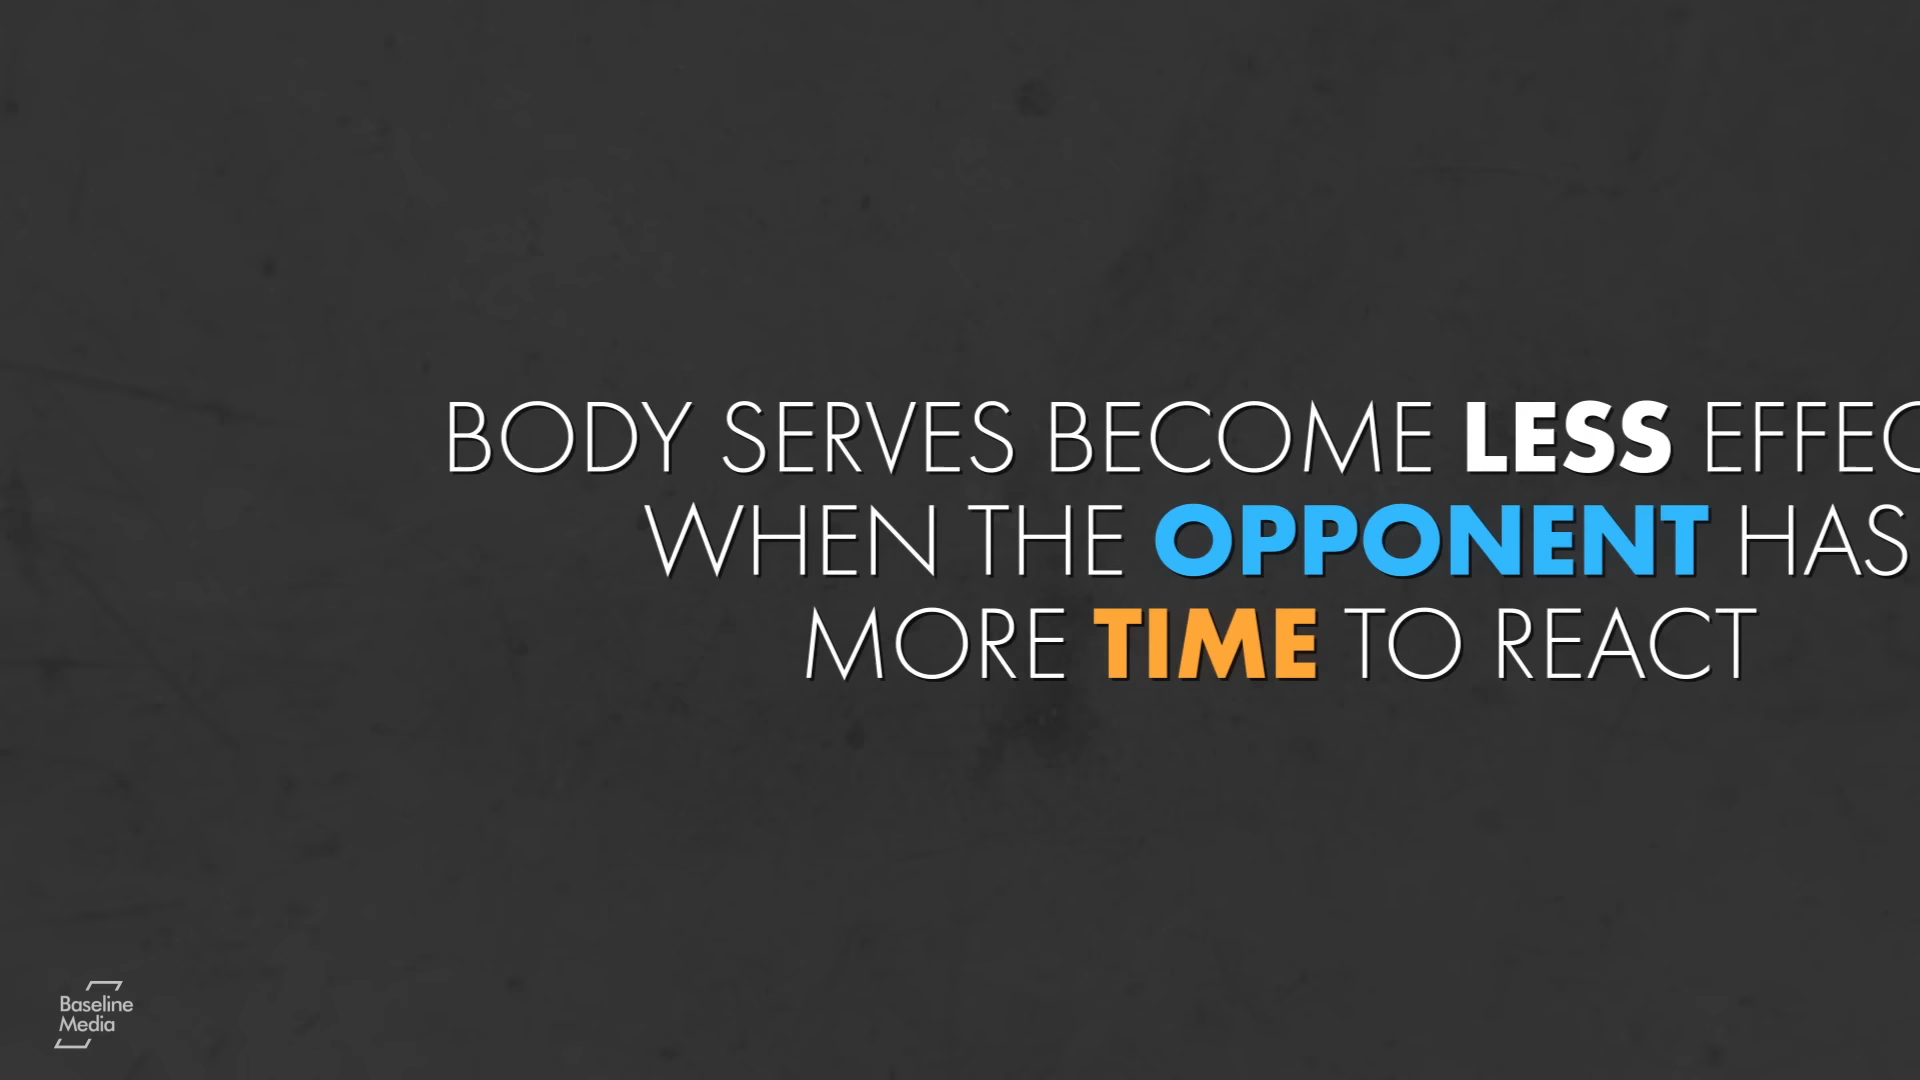 BODY SERVES BECOME LESS EFFEC
WHEN THE OPPONENT HAS
MORE TIME TO REACT
Baseline
Media